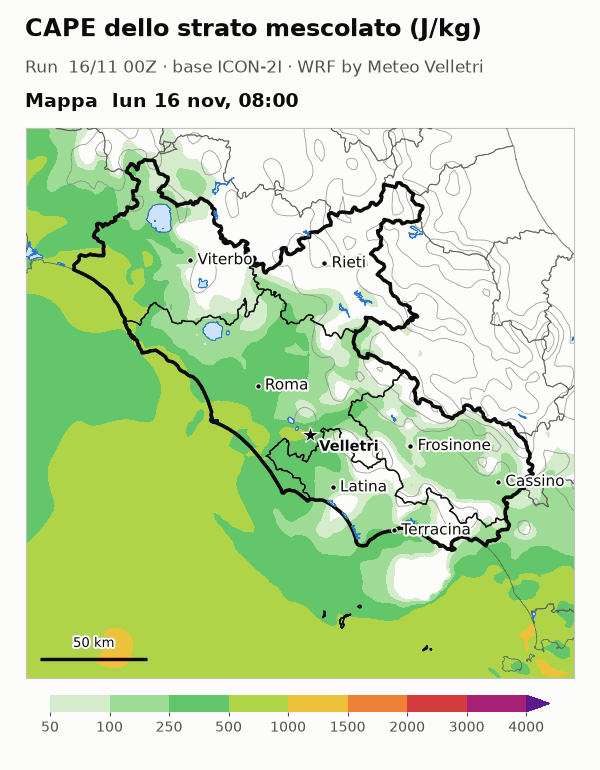 CAPE dello strato mescolato (J/kg)
Run  16/11 00Z · base ICON-2I · WRF by Meteo Velletri
Mappa  lun 16 nov, 08:00
Viterbo
Rieti
Roma
Velletri
Frosinone
Cassino
Latina
Terracina
50 km
50 100 250 500 1000 1500 2000 3000 4000